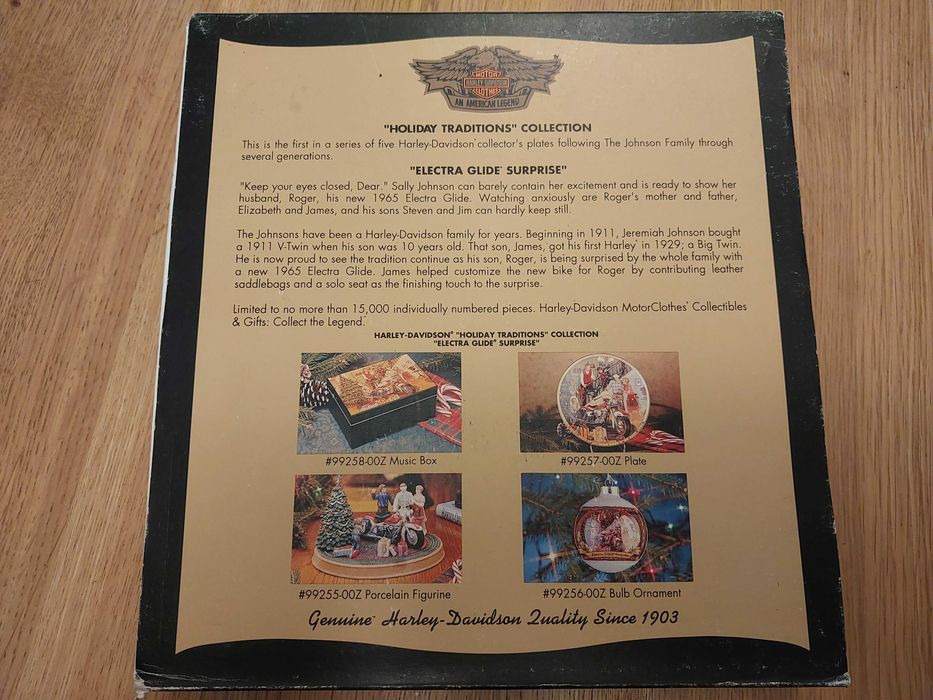 MOTOR
HARLEY-DAVIDSON
CLOTHES
AN AMERICAN LEGEND
"HOLIDAY TRADITIONS" COLLECTION
This is the first in a series of five Harley-Davidson® collector's plates following The Johnson Family through
several generations.
"ELECTRA GLIDE® SURPRISE"
"Keep your eyes closed, Dear." Sally Johnson can barely contain her excitement and is ready to show her
husband, Roger, his new 1965 Electra Glide. Watching anxiously are Roger's mother and father,
Elizabeth and James, and his sons Steven and Jim can hardly keep still.
The Johnsons have been a Harley-Davidson family for years. Beginning in 1911, Jeremiah Johnson bought
a 1911 V-Twin when his son was 10 years old. That son, James, got his first Harley® in 1929; a Big Twin.
He is now proud to see the tradition continue as his son, Roger, is being surprised by the whole family with
a new 1965 Electra Glide. James helped customize the new bike for Roger by contributing leather
saddlebags and a solo seat as the finishing touch to the surprise.
Limited to no more than 15,000 individually numbered pieces. Harley-Davidson MotorClothes® Collectibles
& Gifts: Collect the Legend.®
HARLEY-DAVIDSON® "HOLIDAY TRADITIONS" COLLECTION
"ELECTRA GLIDE® SURPRISE"
#99258-00Z Music Box
#99257-00Z Plate
#99255-00Z Porcelain Figurine
#99256-00Z Bulb Ornament
Genuine™ Harley-Davidson Quality Since 1903